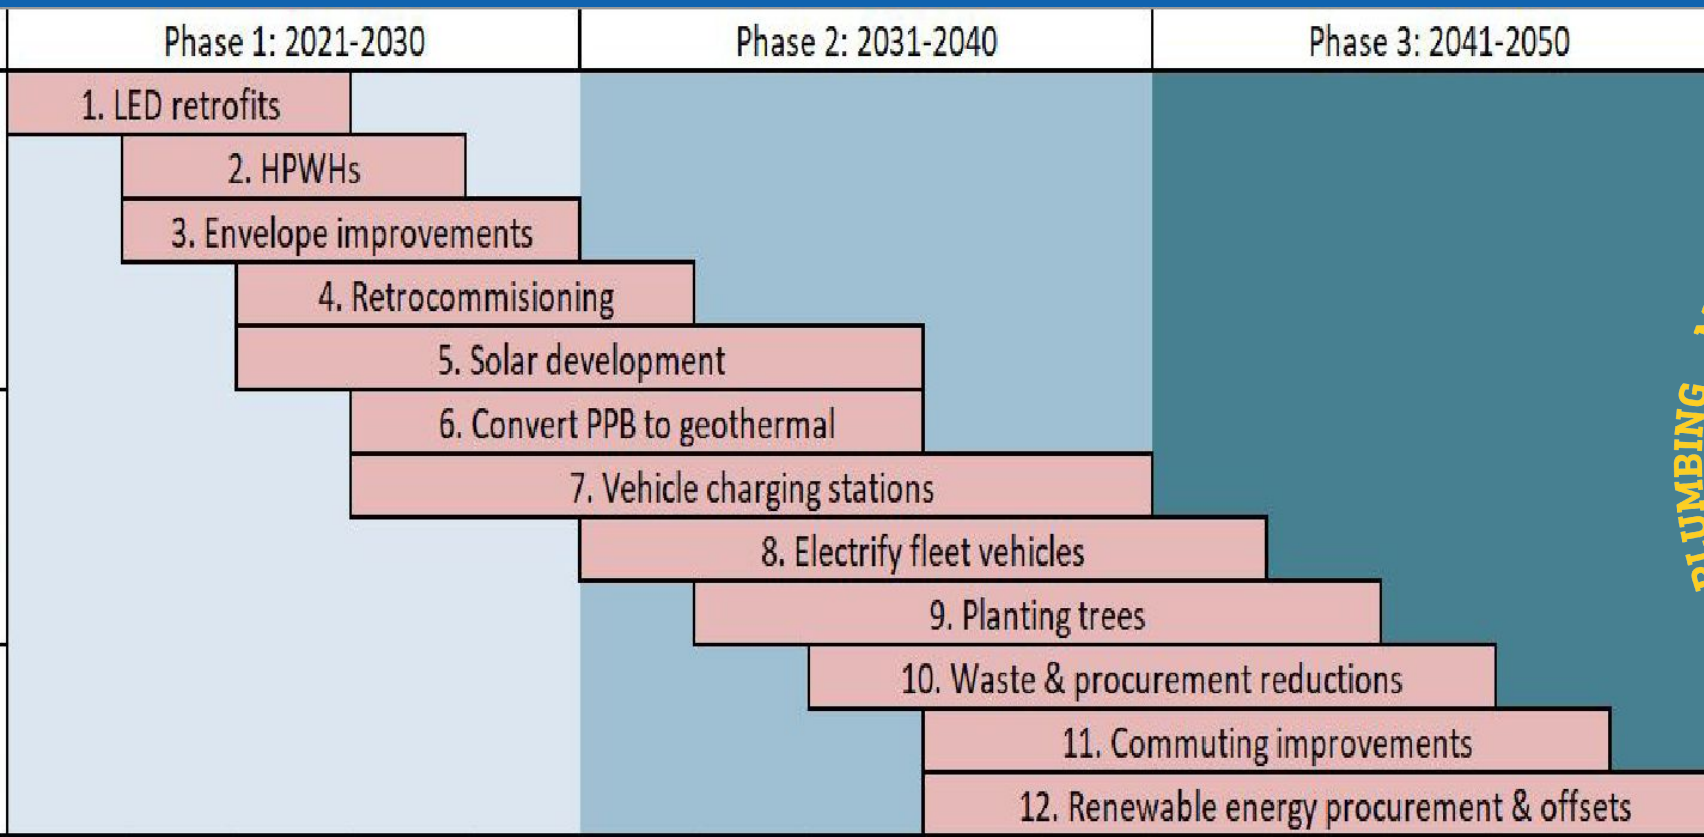 Phase 1: 2021-2030
Phase 2: 2031-2040
Phase 3: 2041-2050
1. LED retrofits
2. HPWHs
3. Envelope improvements
4. Retrocommisioning
5. Solar development
6. Convert PPB to geothermal
7. Vehicle charging stations
8. Electrify fleet vehicles
9. Planting trees
10. Waste & procurement reductions
11. Commuting improvements
12. Renewable energy procurement & offsets
PLUMBING